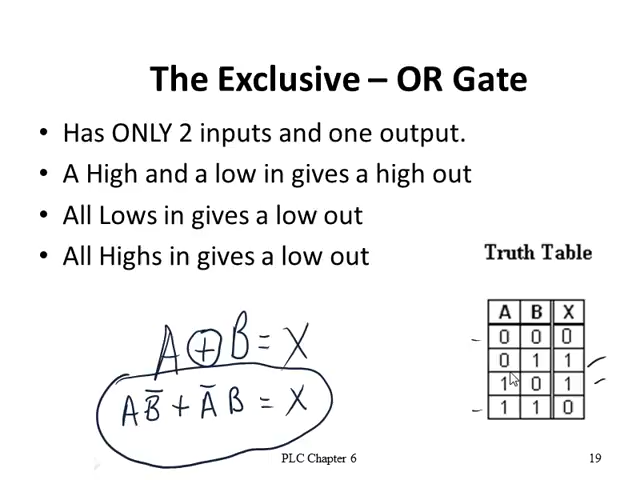 The Exclusive – OR Gate
• Has ONLY 2 inputs and one output.
• A High and a low in gives a high out
• All Lows in gives a low out
• All Highs in gives a low out
Truth Table
A B X
0 0 0
0 1 1
1 0 1
1 1 0
A ⊕ B = X
A B̅ + A̅ B = X
PLC Chapter 6
19